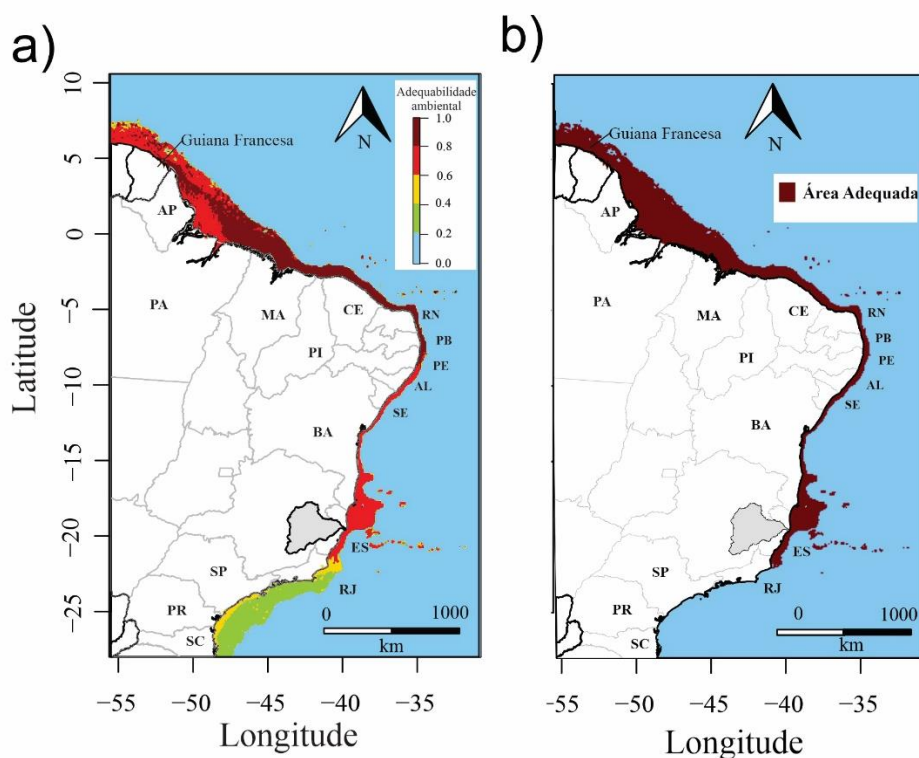 a)
Latitude
10
5
0
−5
−10
−15
−20
−25
Adequabilidade
ambiental
1.0
0.8
0.6
0.4
0.2
0.0
N
Guiana Francesa
AP
PA
MA
CE
RN
PB
PI
PE
AL
SE
BA
ES
SP
RJ
PR
SC
0 1000
km
−55 −50 −45 −40 −35
Longitude
b)
N
Guiana Francesa
Área Adequada
AP
PA
MA
CE
RN
PB
PI
PE
AL
SE
BA
ES
SP
RJ
PR
SC
0 1000
km
−55 −50 −45 −40 −35
Longitude